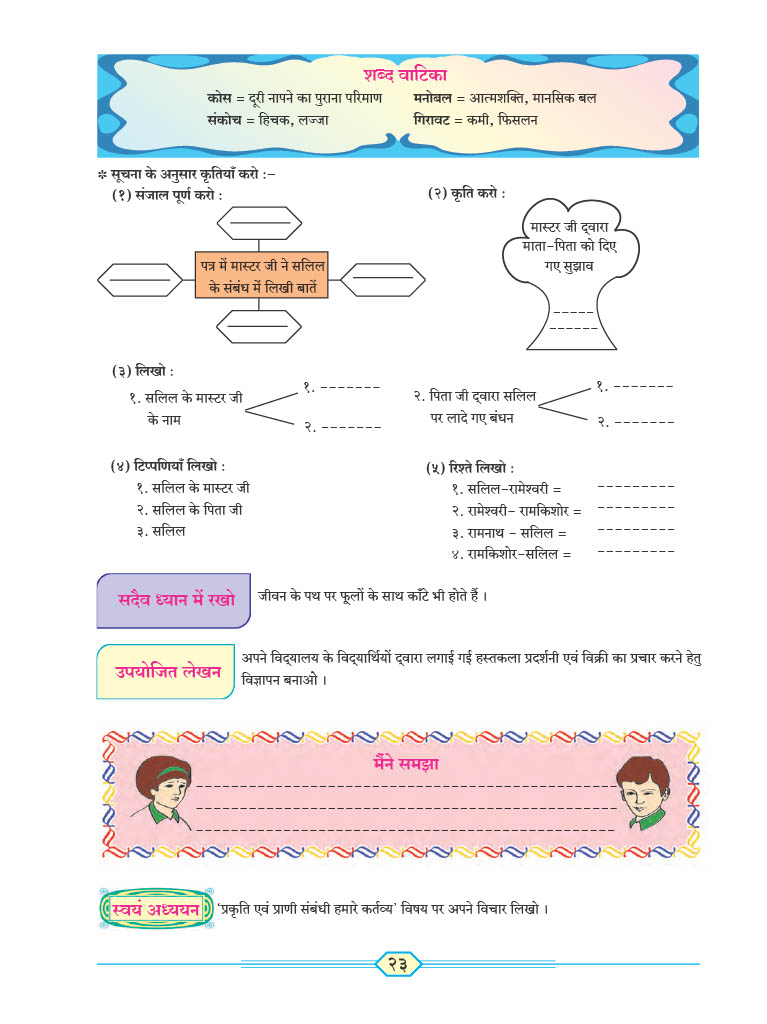 शब्द वाटिका
कोस = दूरी नापने का पुराना परिमाण
मनोबल = आत्मशक्ति, मानसिक बल
संकोच = हिचक, लज्जा
गिरावट = कमी, फिसलन
* सूचना के अनुसार कृतियाँ करो :-
(१) संजाल पूर्ण करो :
पत्र में मास्टर जी ने सलिल
के संबंध में लिखी बातें
(२) कृति करो :
मास्टर जी द्‌वारा
माता-पिता को दिए
गए सुझाव
(३) लिखो :
१. सलिल के मास्टर जी
के नाम
१. -------
२. -------
२. पिता जी द्‌वारा सलिल
पर लादे गए बंधन
१. -------
२. -------
(४) टिप्पणियाँ लिखो :
१. सलिल के मास्टर जी
२. सलिल के पिता जी
३. सलिल
(५) रिश्ते लिखो :
१. सलिल-रामेश्वरी = ---------
२. रामेश्वरी- रामकिशोर = ---------
३. रामनाथ - सलिल = ---------
४. रामकिशोर-सलिल = ---------
सदैव ध्यान में रखो
जीवन के पथ पर फूलों के साथ काँटे भी होते हैं ।
उपयोजित लेखन
अपने विद्‌यालय के विद्‌यार्थियों द्‌वारा लगाई गई हस्तकला प्रदर्शनी एवं विक्री का प्रचार करने हेतु
विज्ञापन बनाओ ।
मैंने समझा
स्वयं अध्ययन
‘प्रकृति एवं प्राणी संबंधी हमारे कर्तव्य’ विषय पर अपने विचार लिखो ।
२३